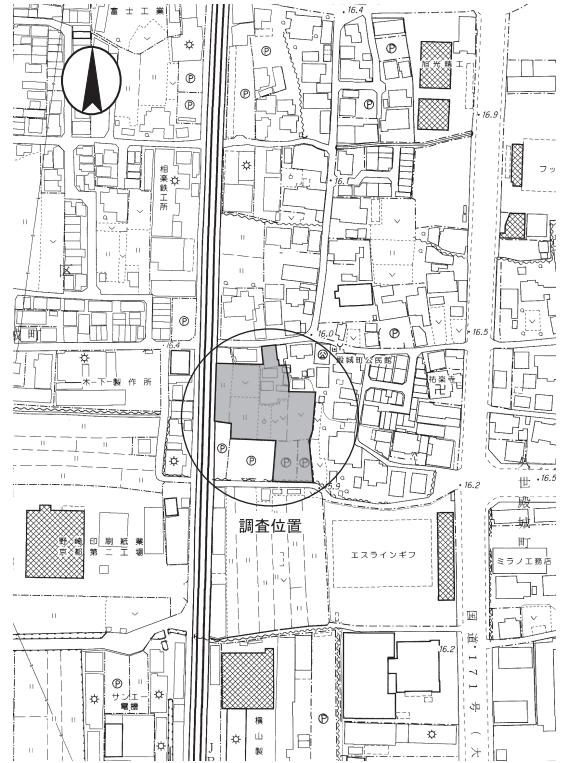 富士工業
16.4
旭光精工
16.9
相楽鉄工所
16.1
フッ
16.0
16.5
殿城町公民館
16.4
祐楽寺
木下製作所
久世殿城町
16.5
16.2
調査位置
野崎印刷紙業
京都第二工場
エスラインギフ
ミラノ工務店
国道171号(大
16.2
サンエー
電機
横山製
J